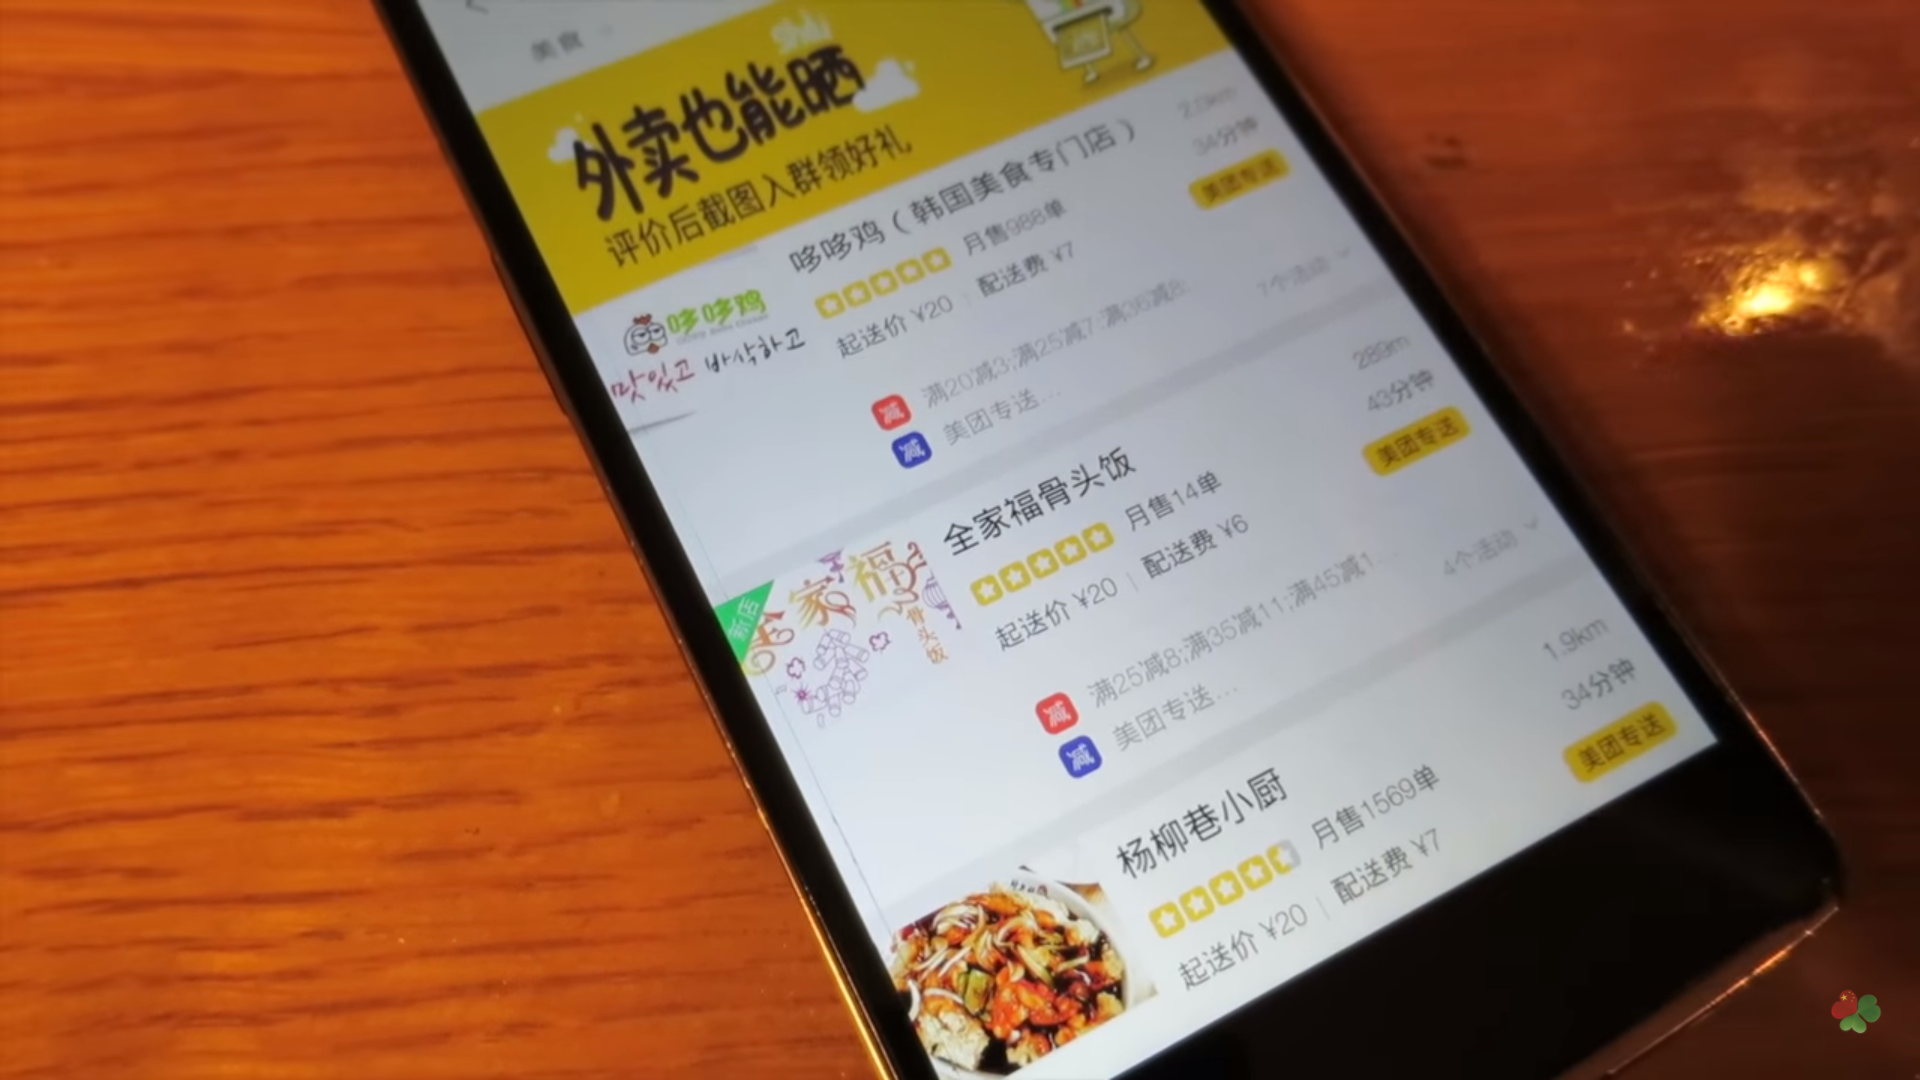 美食
外卖也能晒
评价后截图入群领好礼
哆哆鸡（韩国美食专门店）
2.0km
月售988单
34分钟
起送价 ¥20 | 配送费 ¥7
美团专送
哆哆鸡
맛있고 바삭하고
减 满20减3;满25减7;满36减8;
7个活动
减 美团专送...
全家福骨头饭
289m
月售14单
43分钟
起送价 ¥20 | 配送费 ¥6
美团专送
新店
全家福
骨头饭
减 满25减8;满35减11;满45减1...
4个活动
减 美团专送...
杨柳巷小厨
1.9km
月售1569单
34分钟
起送价 ¥20 | 配送费 ¥7
美团专送